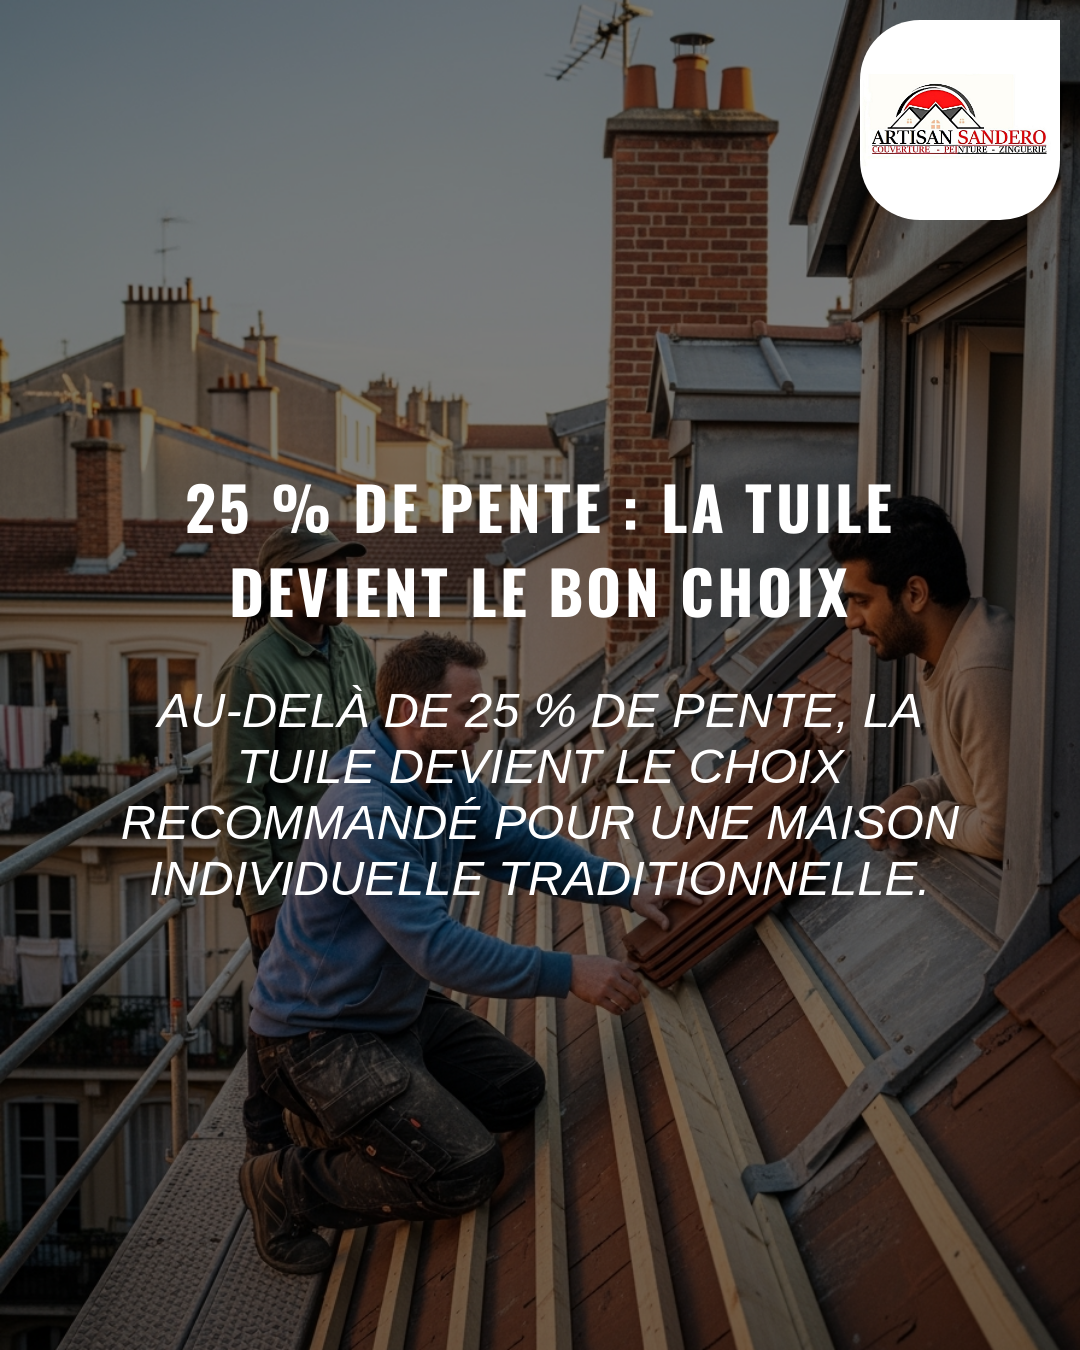 ARTISAN SANDERO
COUVERTURE - PEINTURE - ZINGUERIE
25 % DE PENTE : LA TUILE
DEVIENT LE BON CHOIX
AU-DELÀ DE 25 % DE PENTE, LA
TUILE DEVIENT LE CHOIX
RECOMMANDÉ POUR UNE MAISON
INDIVIDUELLE TRADITIONNELLE.